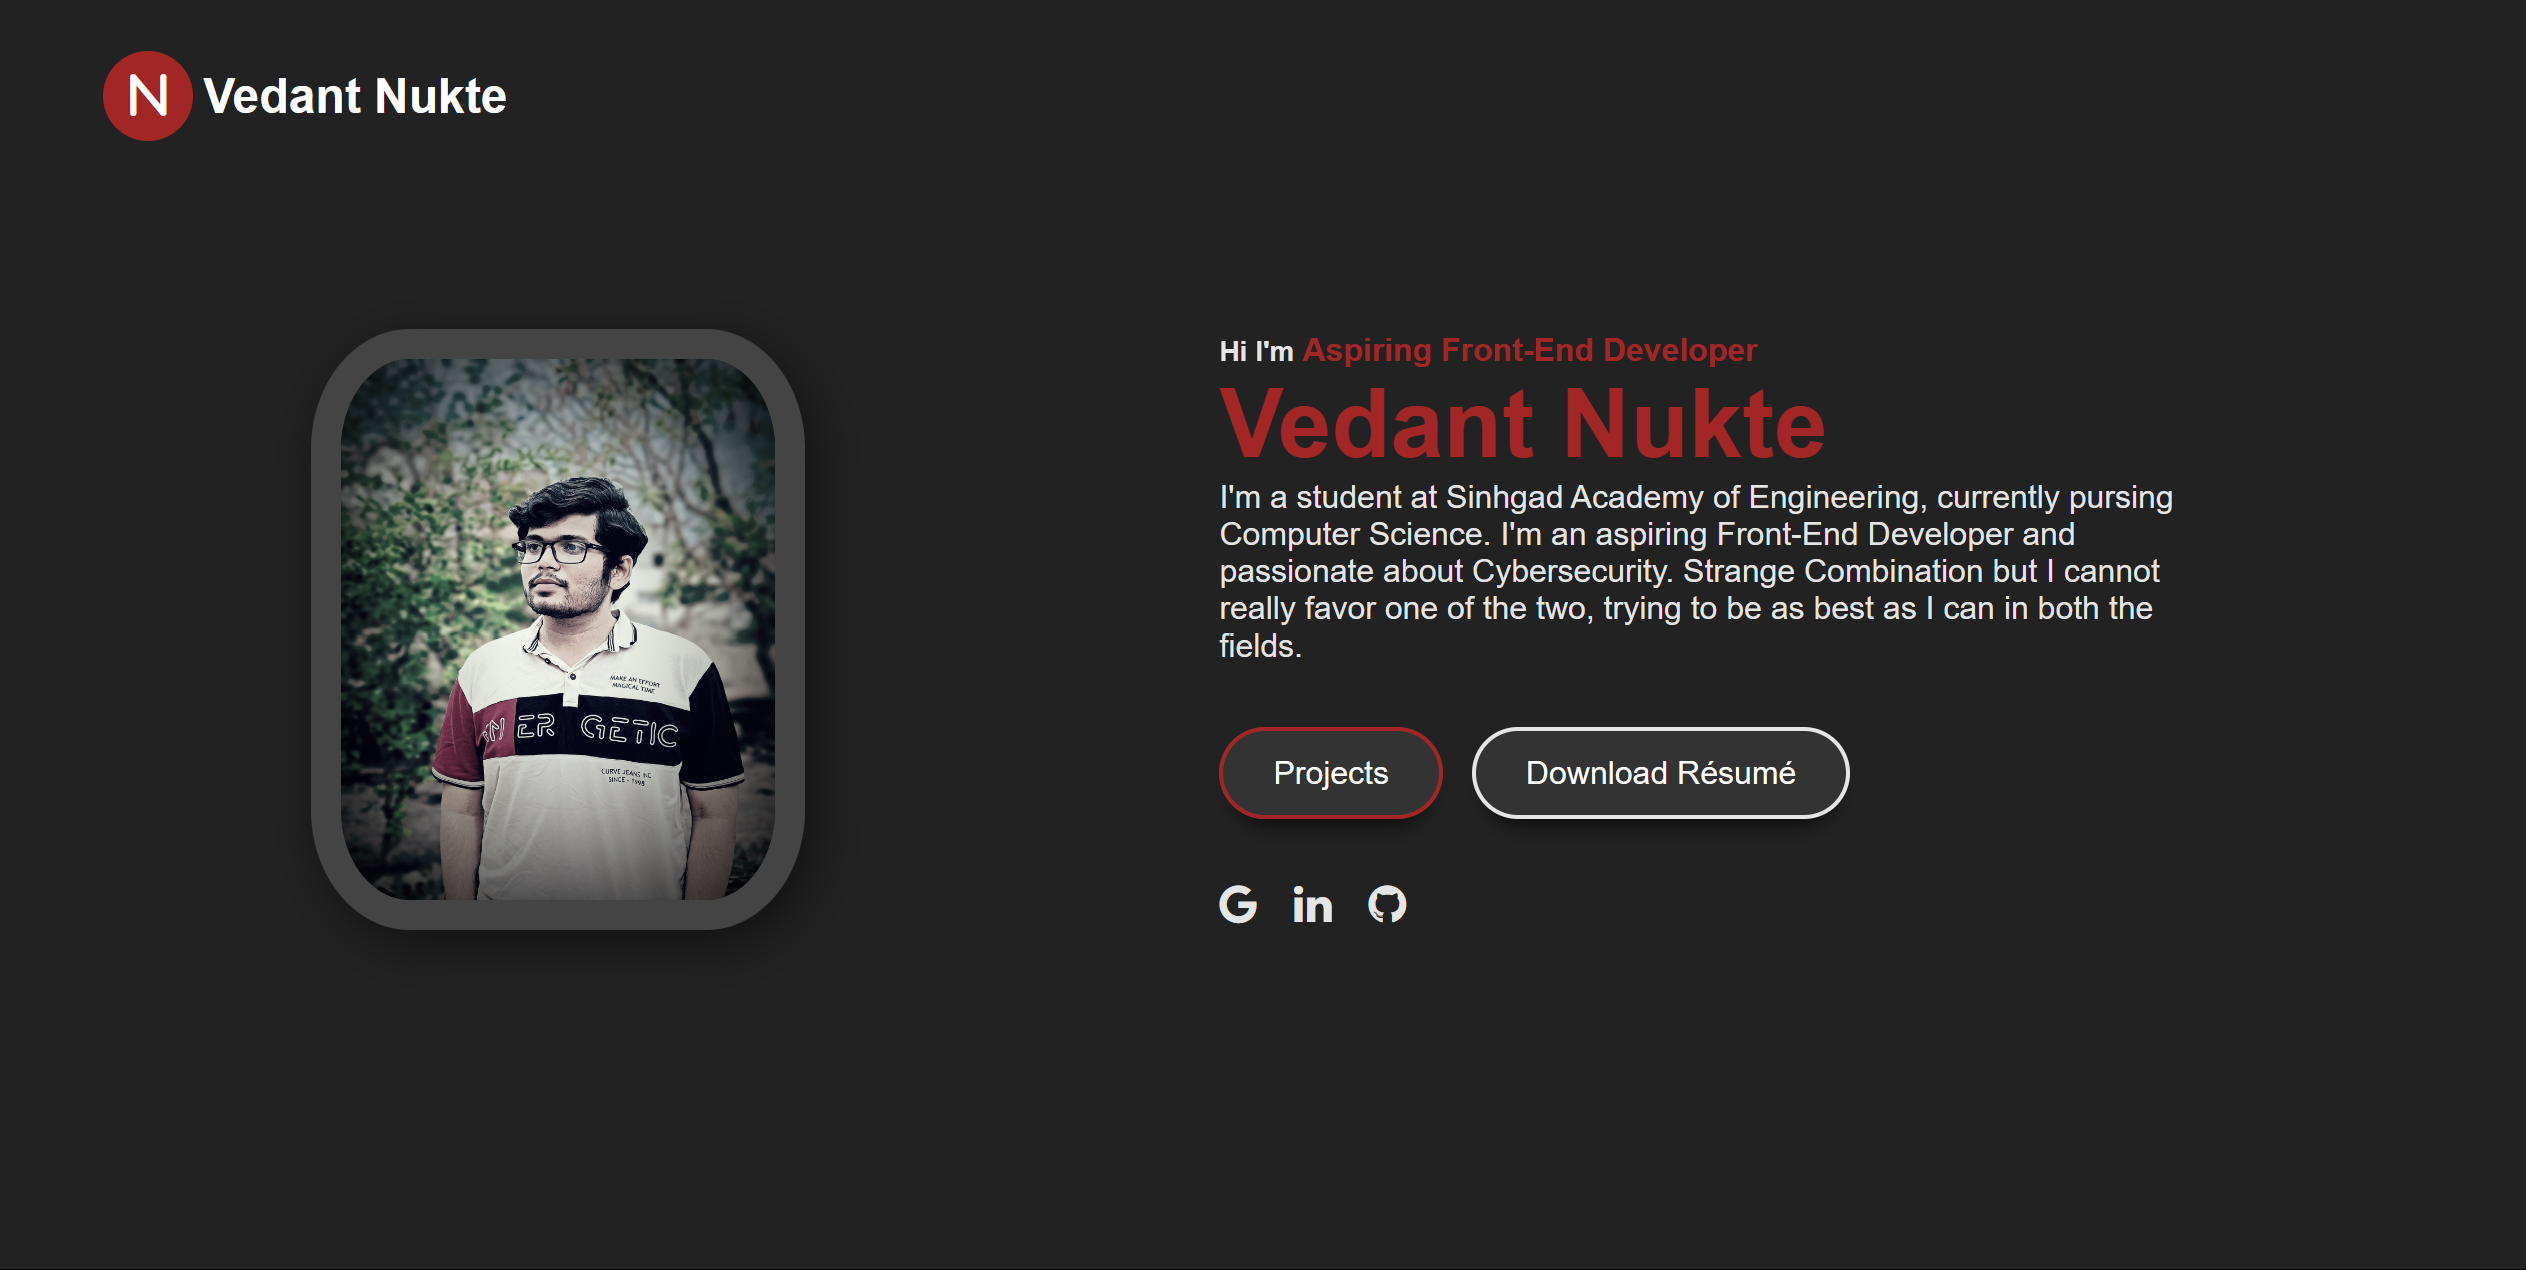 N Vedant Nukte
Hi I'm Aspiring Front-End Developer
Vedant Nukte
I'm a student at Sinhgad Academy of Engineering, currently pursing
Computer Science. I'm an aspiring Front-End Developer and
passionate about Cybersecurity. Strange Combination but I cannot
really favor one of the two, trying to be as best as I can in both the
fields.
MAKE AN EFFORT
MAGICAL TIME
ENER GETIC
CURVE JEANS INC
SINCE - 1998
Projects
Download Résumé
G in